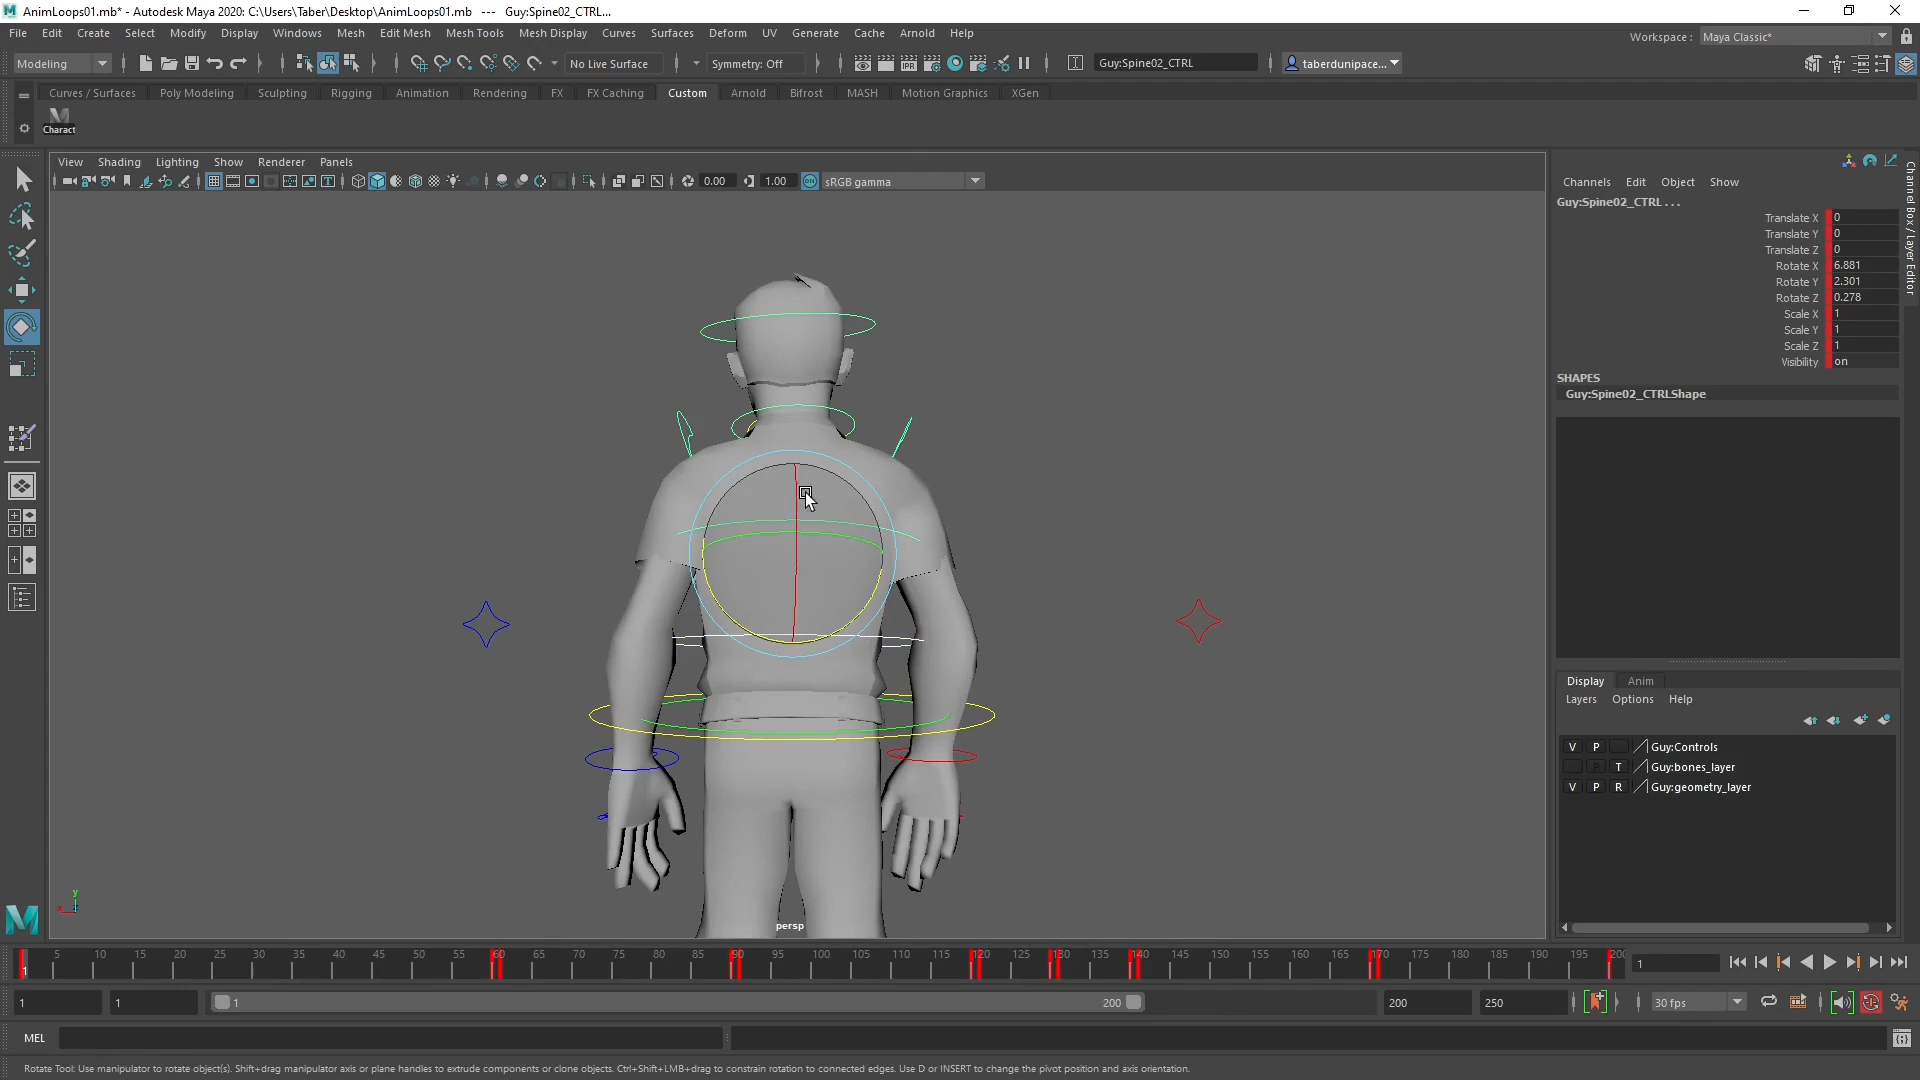 AnimLoops01.mb* - Autodesk Maya 2020: C:\Users\Taber\Desktop\AnimLoops01.mb --- Guy:Spine02_CTRL...
File Edit Create Select Modify Display Windows Mesh Edit Mesh Mesh Tools Mesh Display Curves Surfaces Deform UV Generate Cache Arnold Help
Workspace : Maya Classic*
Modeling No Live Surface Symmetry: Off IPR Guy:Spine02_CTRL taberdunipace...
Curves / Surfaces Poly Modeling Sculpting Rigging Animation Rendering FX FX Caching Custom Arnold Bifrost MASH Motion Graphics XGen
Charact
View Shading Lighting Show Renderer Panels
0.00 1.00 ON sRGB gamma
Channels Edit Object Show
Guy:Spine02_CTRL . . .
Translate X 0
Translate Y 0
Translate Z 0
Rotate X 6.881
Rotate Y 2.301
Rotate Z 0.278
Scale X 1
Scale Y 1
Scale Z 1
Visibility on
SHAPES
Guy:Spine02_CTRLShape
Channel Box / Layer Editor
Display Anim
Layers Options Help
V P Guy:Controls
P T Guy:bones_layer
V P R Guy:geometry_layer
y
x
persp
5 10 15 20 25 30 35 40 45 50 55 60 65 70 75 80 85 90 95 100 105 110 115 120 125 130 135 140 145 150 155 160 165 170 175 180 185 190 195 200
1 1
1 1 1 200 200 250 30 fps
MEL
Rotate Tool: Use manipulator to rotate object(s). Shift+drag manipulator axis or plane handles to extrude components or clone objects. Ctrl+Shift+LMB+drag to constrain rotation to connected edges. Use D or INSERT to change the pivot position and axis orientation.